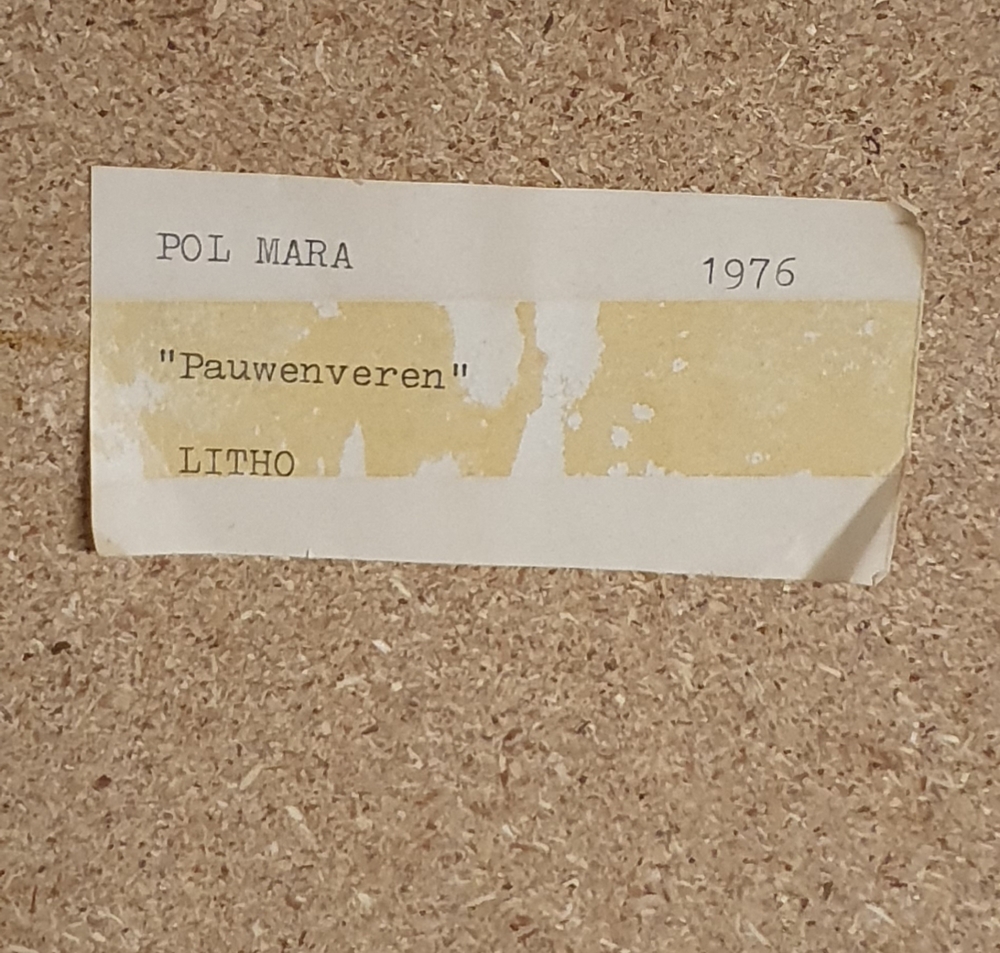 POL MARA 1976
"Pauwenveren"
LITHO